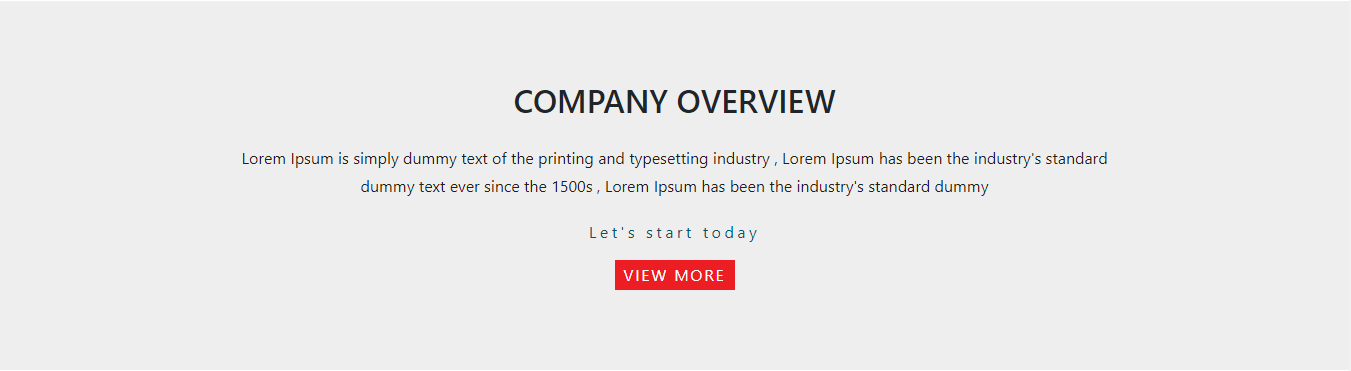 COMPANY OVERVIEW
Lorem Ipsum is simply dummy text of the printing and typesetting industry , Lorem Ipsum has been the industry's standard
dummy text ever since the 1500s , Lorem Ipsum has been the industry's standard dummy
Let's start today
VIEW MORE